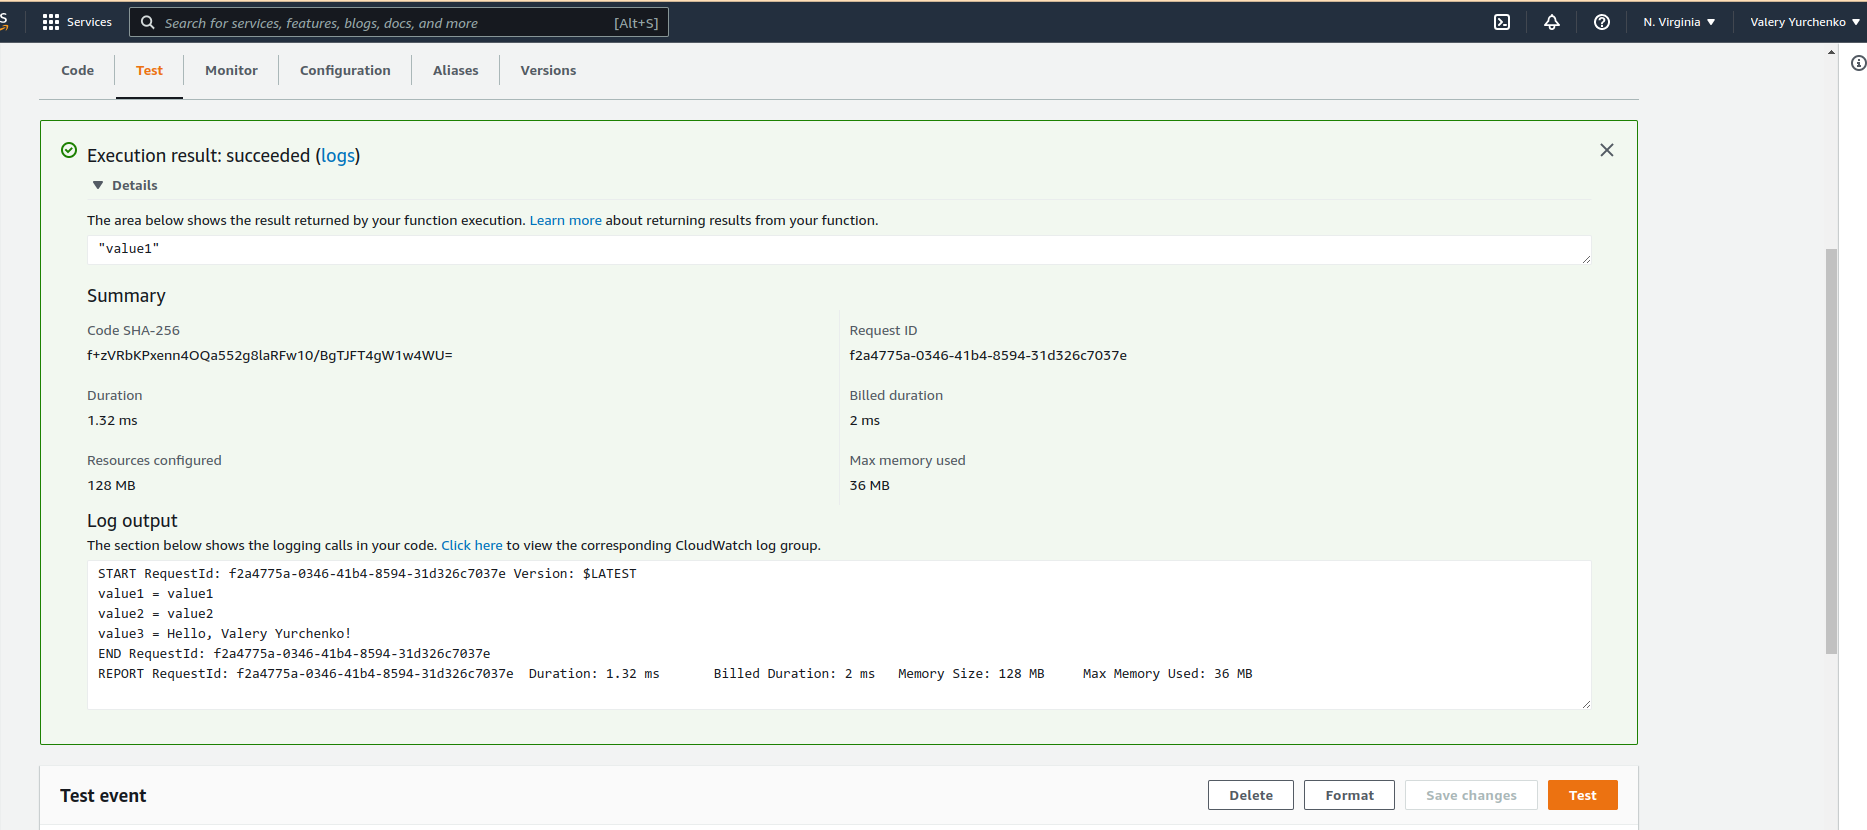 Services
Search for services, features, blogs, docs, and more [Alt+S]
N. Virginia
Valery Yurchenko
Code
Test
Monitor
Configuration
Aliases
Versions
Execution result: succeeded (logs)
Details
The area below shows the result returned by your function execution. Learn more about returning results from your function.
"value1"
Summary
Code SHA-256
f+zVRbKPxenn4OQa552g8laRFw10/BgTJFT4gW1w4WU=
Request ID
f2a4775a-0346-41b4-8594-31d326c7037e
Duration
1.32 ms
Billed duration
2 ms
Resources configured
128 MB
Max memory used
36 MB
Log output
The section below shows the logging calls in your code. Click here to view the corresponding CloudWatch log group.
START RequestId: f2a4775a-0346-41b4-8594-31d326c7037e Version: $LATEST
value1 = value1
value2 = value2
value3 = Hello, Valery Yurchenko!
END RequestId: f2a4775a-0346-41b4-8594-31d326c7037e
REPORT RequestId: f2a4775a-0346-41b4-8594-31d326c7037e Duration: 1.32 ms Billed Duration: 2 ms Memory Size: 128 MB Max Memory Used: 36 MB
Test event
Delete
Format
Save changes
Test